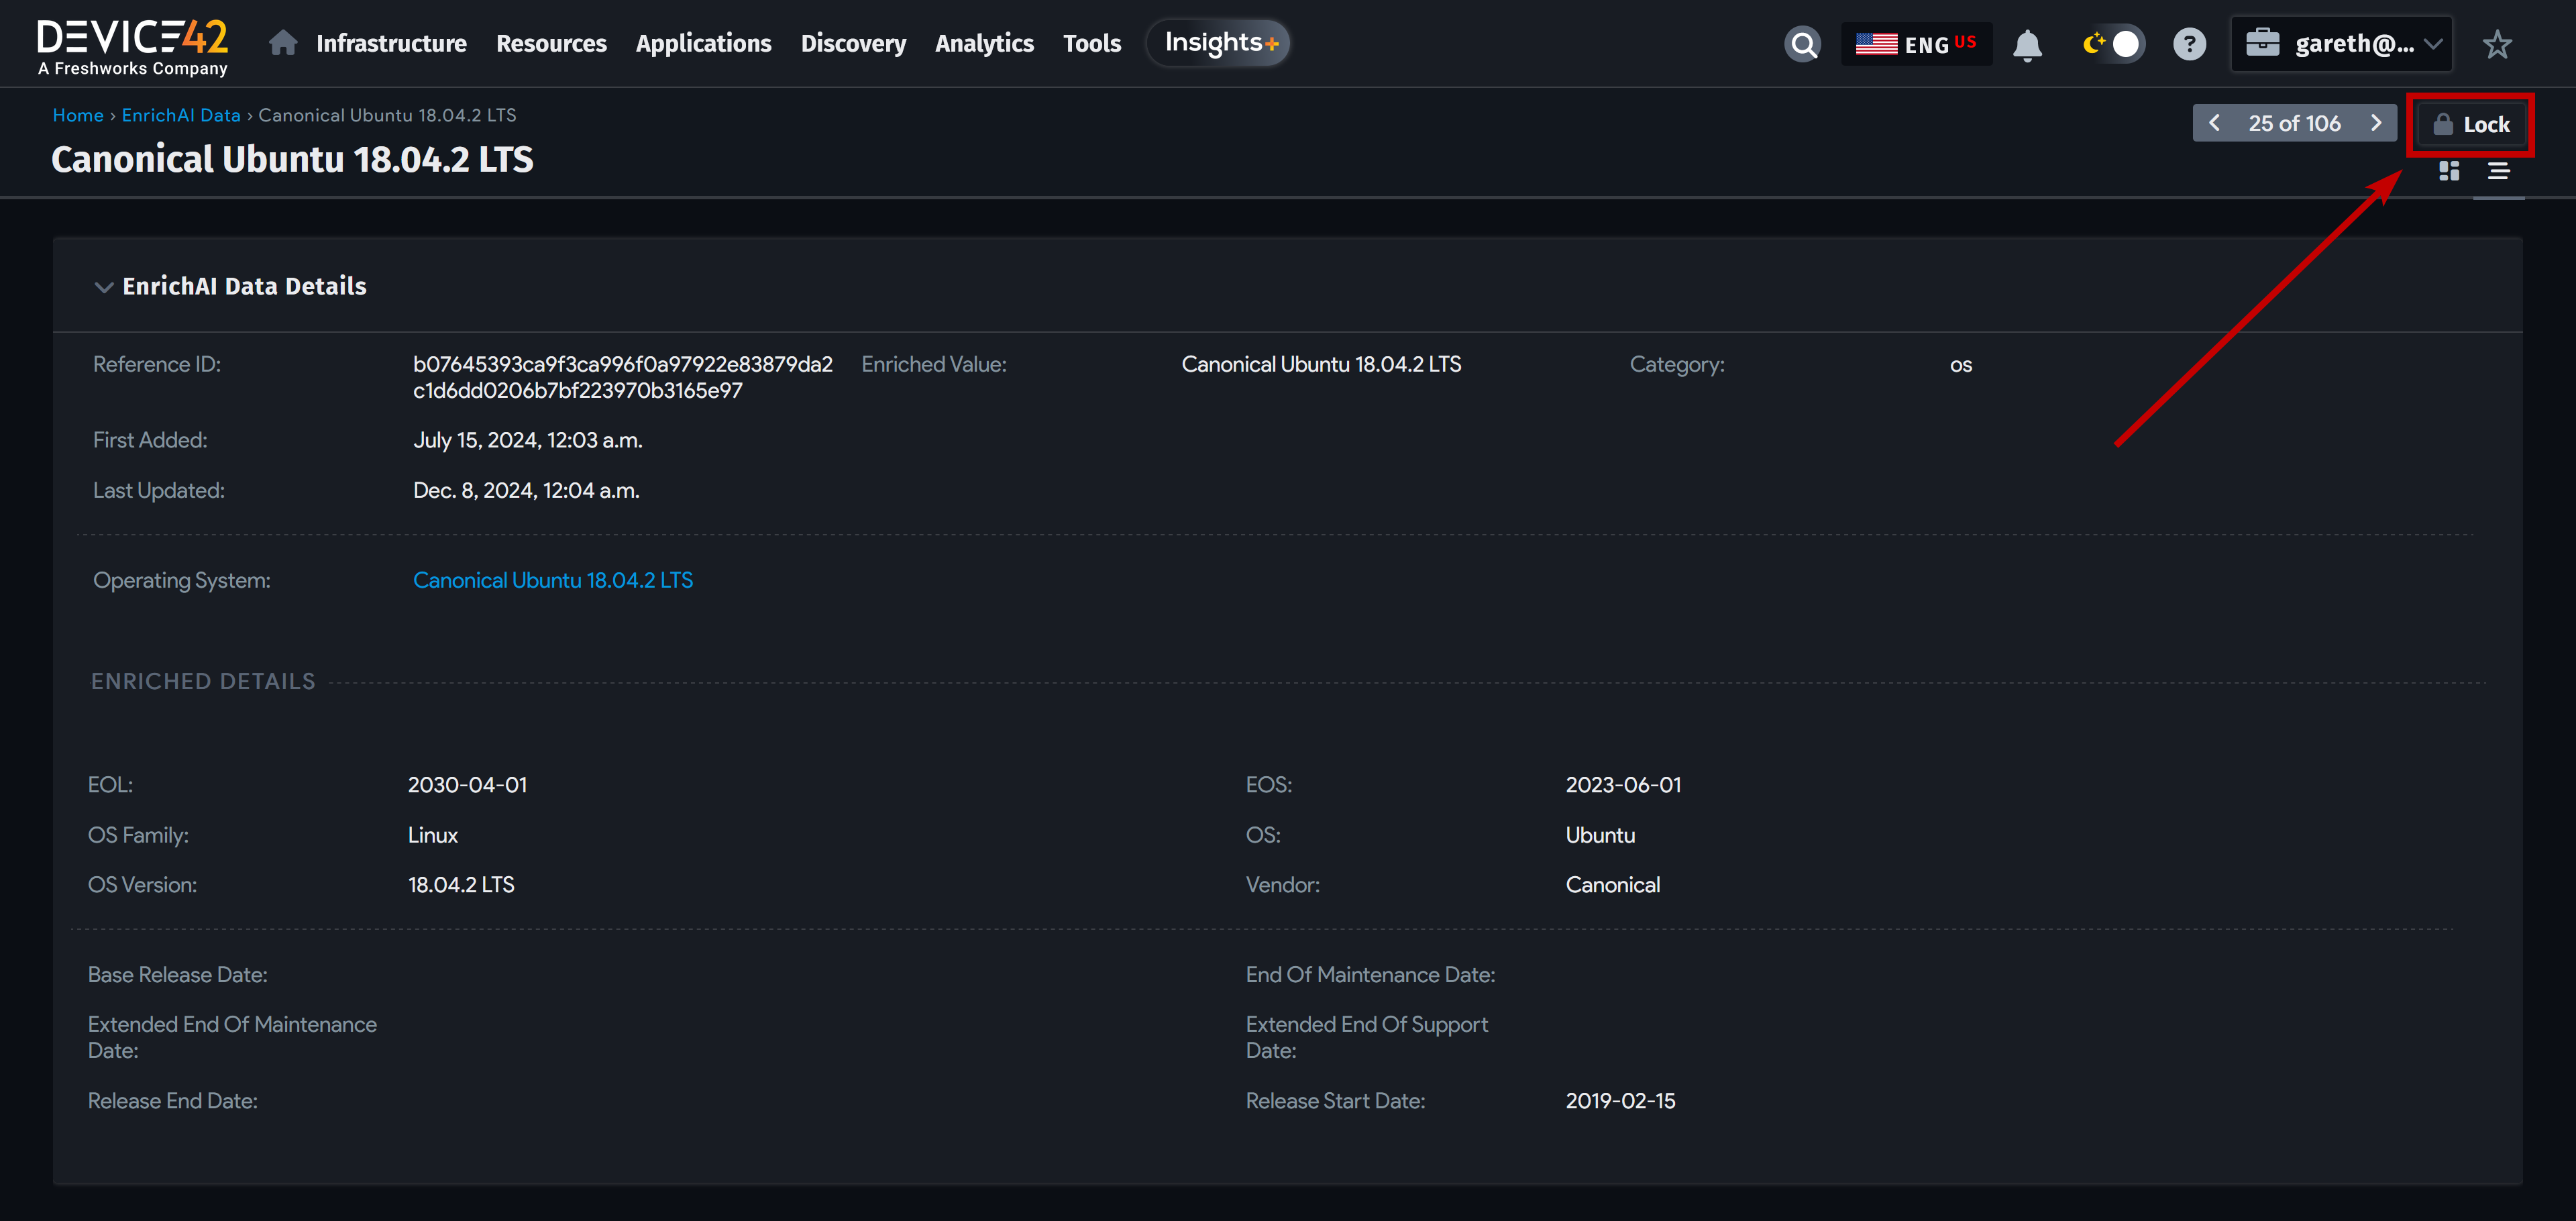 DEVICE42
A Freshworks Company
Infrastructure Resources Applications Discovery Analytics Tools Insights+
ENG US
gareth@...
Home › EnrichAI Data › Canonical Ubuntu 18.04.2 LTS
25 of 106
Lock
Canonical Ubuntu 18.04.2 LTS
EnrichAI Data Details
Reference ID: b07645393ca9f3ca996f0a97922e83879da2
c1d6dd0206b7bf223970b3165e97
Enriched Value: Canonical Ubuntu 18.04.2 LTS
Category: os
First Added: July 15, 2024, 12:03 a.m.
Last Updated: Dec. 8, 2024, 12:04 a.m.
Operating System: Canonical Ubuntu 18.04.2 LTS
ENRICHED DETAILS
EOL: 2030-04-01 EOS: 2023-06-01
OS Family: Linux OS: Ubuntu
OS Version: 18.04.2 LTS Vendor: Canonical
Base Release Date: End Of Maintenance Date:
Extended End Of Maintenance
Date:
Extended End Of Support
Date:
Release End Date: Release Start Date: 2019-02-15